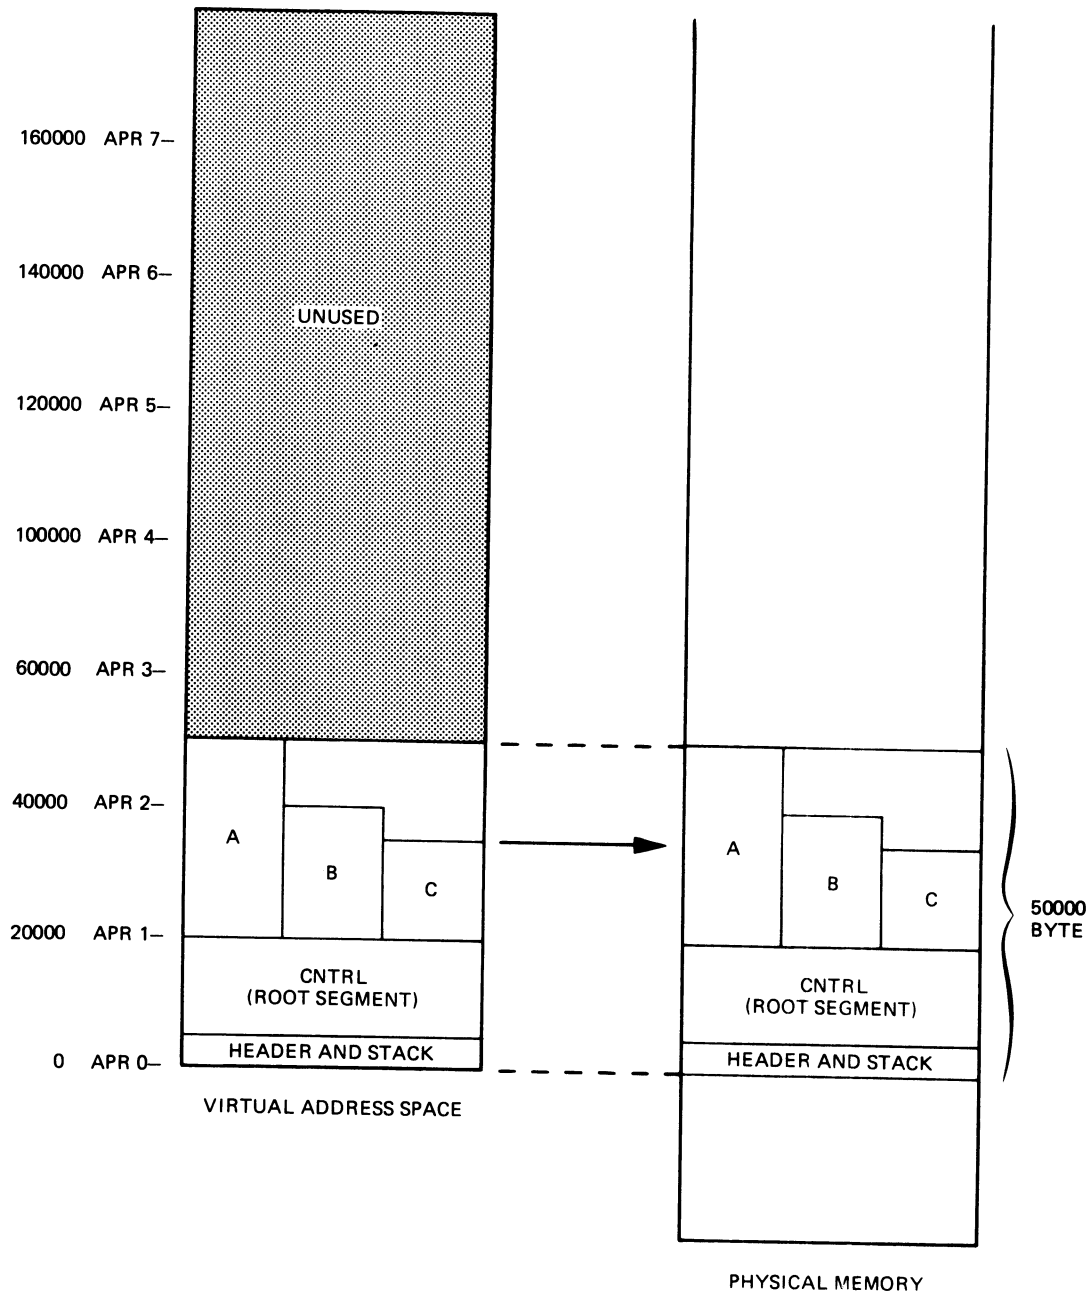 160000 APR 7–
140000 APR 6–
UNUSED
120000 APR 5–
100000 APR 4–
60000 APR 3–
40000 APR 2–
A
B
C
20000 APR 1–
CNTRL
(ROOT SEGMENT)
HEADER AND STACK
0 APR 0–
VIRTUAL ADDRESS SPACE
A
B
C
50000
BYTE
CNTRL
(ROOT SEGMENT)
HEADER AND STACK
PHYSICAL MEMORY